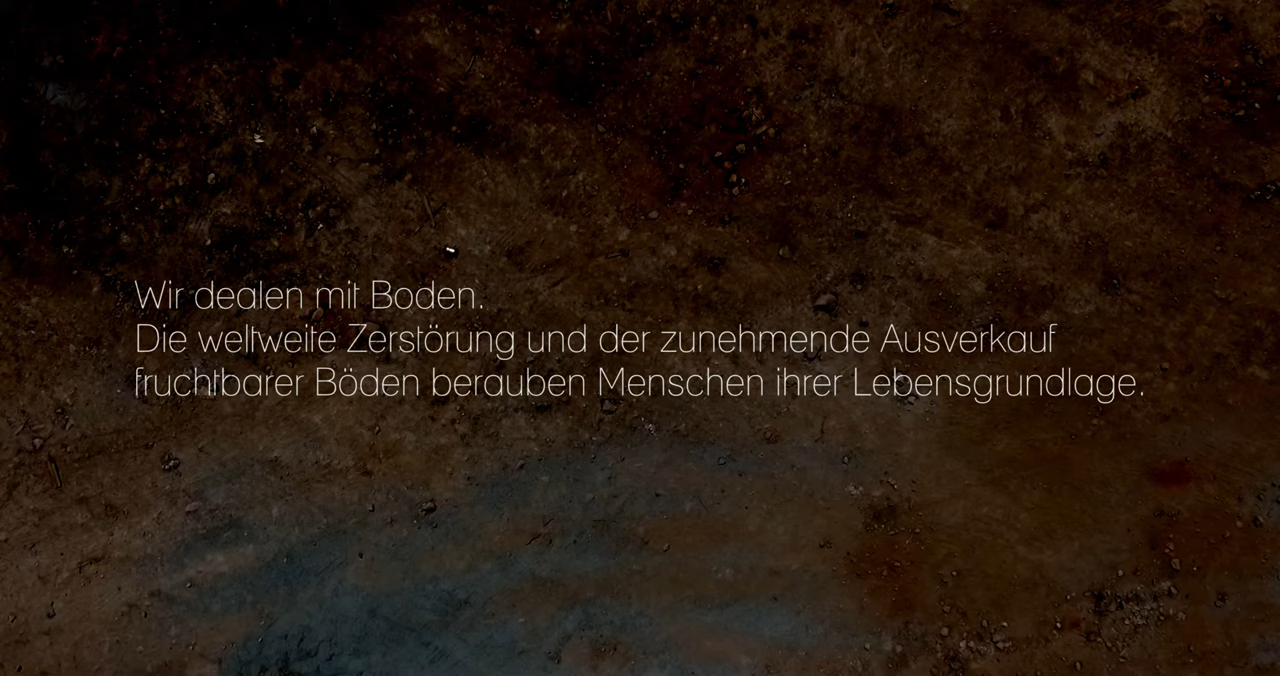 Wir dealen mit Boden.
Die weltweite Zerstörung und der zunehmende Ausverkauf
fruchtbarer Böden berauben Menschen ihrer Lebensgrundlage.